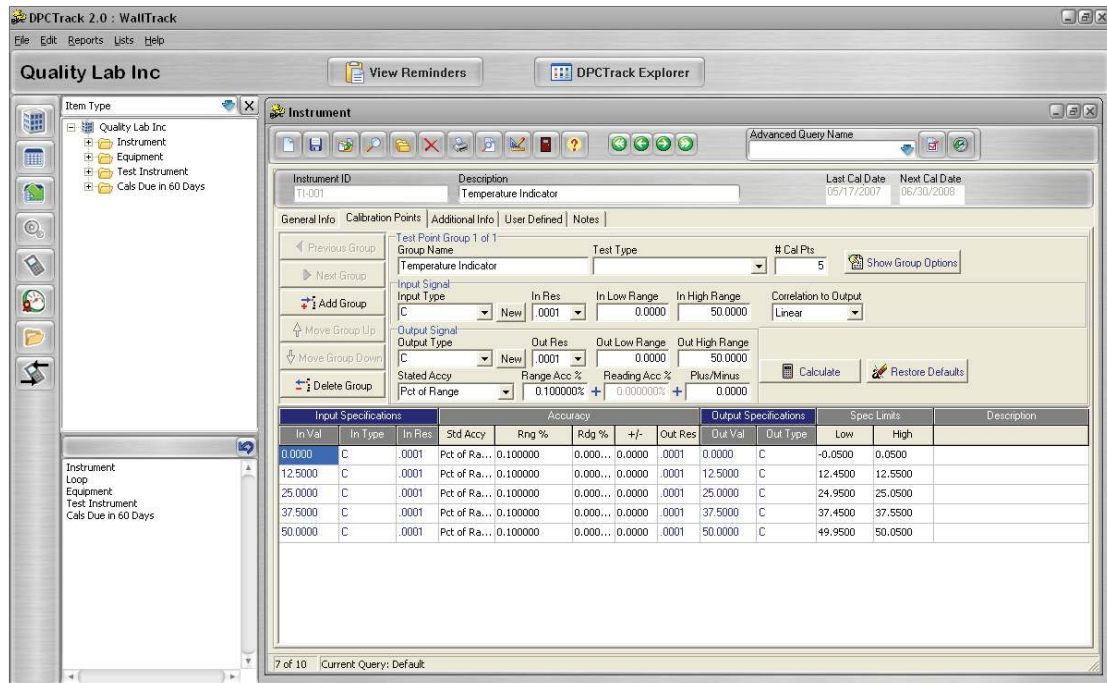 DPCTrack 2.0 : WallTrack
File Edit Reports Lists Help
Quality Lab Inc
View Reminders
DPCTrack Explorer
Item Type
Quality Lab Inc
Instrument
Equipment
Test Instrument
Cals Due in 60 Days
Instrument
Loop
Equipment
Test Instrument
Cals Due in 60 Days
Instrument
Advanced Query Name
Instrument ID Description Last Cal Date Next Cal Date
TI-001 Temperature Indicator 05/17/2007 06/30/2008
General Info Calibration Points Additional Info User Defined Notes
Previous Group
Next Group
Add Group
Move Group Up
Move Group Down
Delete Group
Test Point Group 1 of 1
Group Name Test Type # Cal Pts
Temperature Indicator 5 Show Group Options
Input Signal
Input Type In Res In Low Range In High Range Correlation to Output
C New .0001 0.0000 50.0000 Linear
Output Signal
Output Type Out Res Out Low Range Out High Range
C New .0001 0.0000 50.0000
Stated Accy Range Acc % Reading Acc % Plus/Minus
Pct of Range 0.100000% + 0.000000% + 0.0000
Calculate Restore Defaults
Input Specifications Accuracy Output Specifications Spec Limits Description
In Val In Type In Res Std Accy Rng % Rdg % +/- Out Res Out Val Out Type Low High
0.0000 C .0001 Pct of Ra... 0.100000 0.000... 0.0000 .0001 0.0000 C -0.0500 0.0500
12.5000 C .0001 Pct of Ra... 0.100000 0.000... 0.0000 .0001 12.5000 C 12.4500 12.5500
25.0000 C .0001 Pct of Ra... 0.100000 0.000... 0.0000 .0001 25.0000 C 24.9500 25.0500
37.5000 C .0001 Pct of Ra... 0.100000 0.000... 0.0000 .0001 37.5000 C 37.4500 37.5500
50.0000 C .0001 Pct of Ra... 0.100000 0.000... 0.0000 .0001 50.0000 C 49.9500 50.0500
7 of 10 Current Query: Default